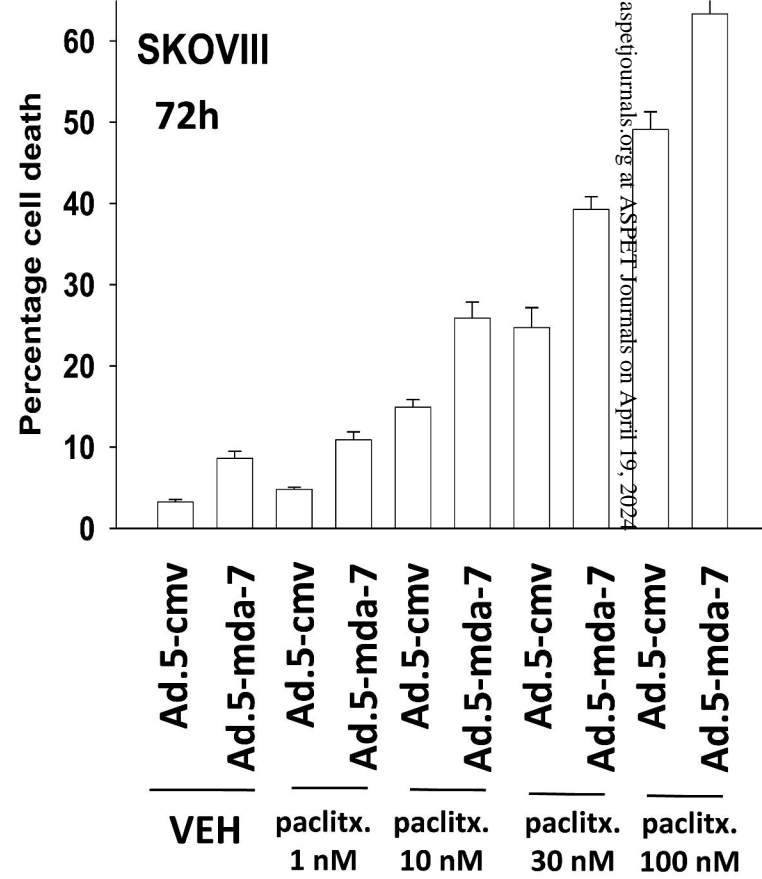 SKOVIII
72h
Percentage cell death
60
50
40
30
20
10
0
aspetjournals.org at ASPET Journals on April 19, 2024
Ad.5-cmv
Ad.5-mda-7
Ad.5-cmv
Ad.5-mda-7
Ad.5-cmv
Ad.5-mda-7
Ad.5-cmv
Ad.5-mda-7
Ad.5-cmv
Ad.5-mda-7
VEH
paclitx.
1 nM
paclitx.
10 nM
paclitx.
30 nM
paclitx.
100 nM